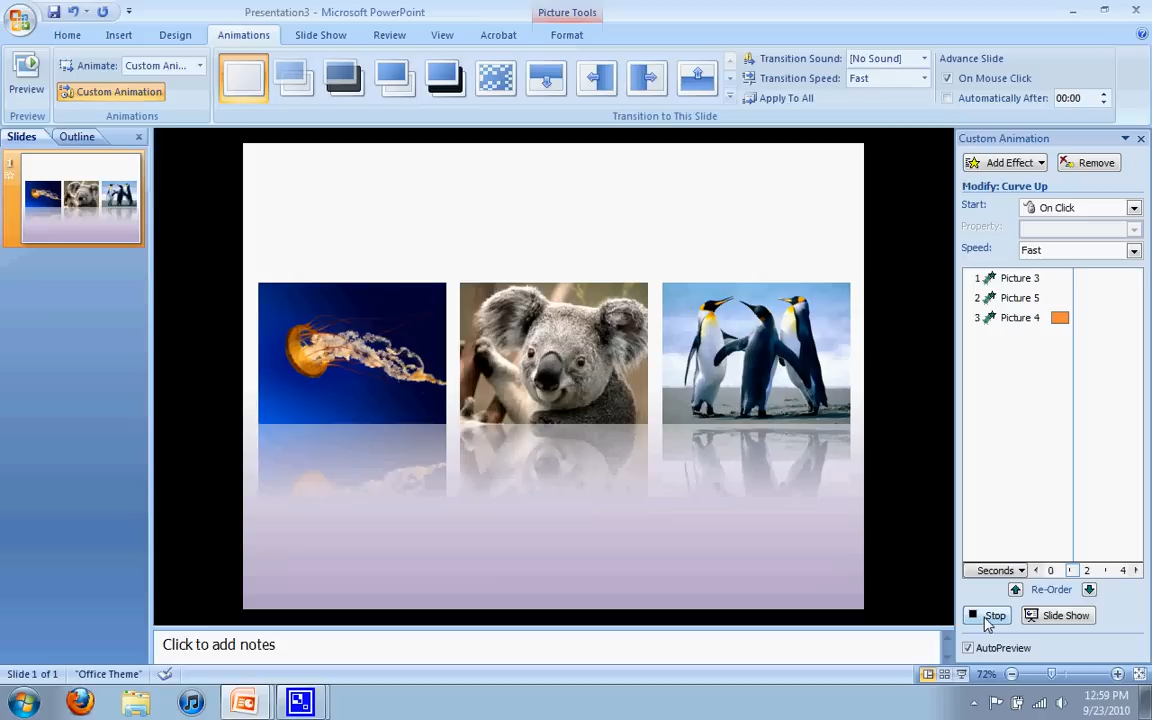 Presentation3 - Microsoft PowerPoint
Picture Tools
Home Insert Design Animations Slide Show Review View Acrobat Format
Preview
Animate: Custom Ani...
Custom Animation
Transition Sound: [No Sound]
Transition Speed: Fast
Apply To All
Advance Slide
On Mouse Click
Automatically After: 00:00
Preview Animations Transition to This Slide
Slides Outline
1
Custom Animation
Add Effect Remove
Modify: Curve Up
Start: On Click
Property:
Speed: Fast
1 Picture 3
2 Picture 5
3 Picture 4
Seconds 0 2 4
Re-Order
Stop Slide Show
AutoPreview
Click to add notes
Slide 1 of 1 "Office Theme" 72%
12:59 PM
9/23/2010